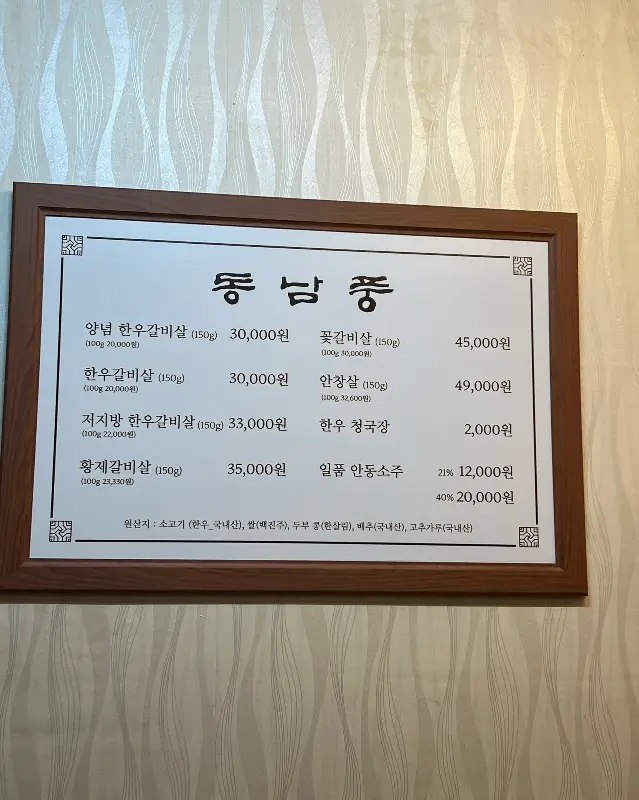 동남풍
양념 한우갈비살 (150g) 30,000원
(100g 20,000원)
한우갈비살 (150g) 30,000원
(100g 20,000원)
저지방 한우갈비살 (150g) 33,000원
(100g 22,000원)
황제갈비살 (150g) 35,000원
(100g 23,330원)
꽃갈비살 (150g) 45,000원
(100g 30,000원)
안창살 (150g) 49,000원
(100g 32,600원)
한우 청국장 2,000원
일품 안동소주 21% 12,000원
40% 20,000원
원산지 : 소고기 (한우_국내산), 쌀(백진주), 두부 콩(한살림), 배추(국내산), 고추가루(국내산)